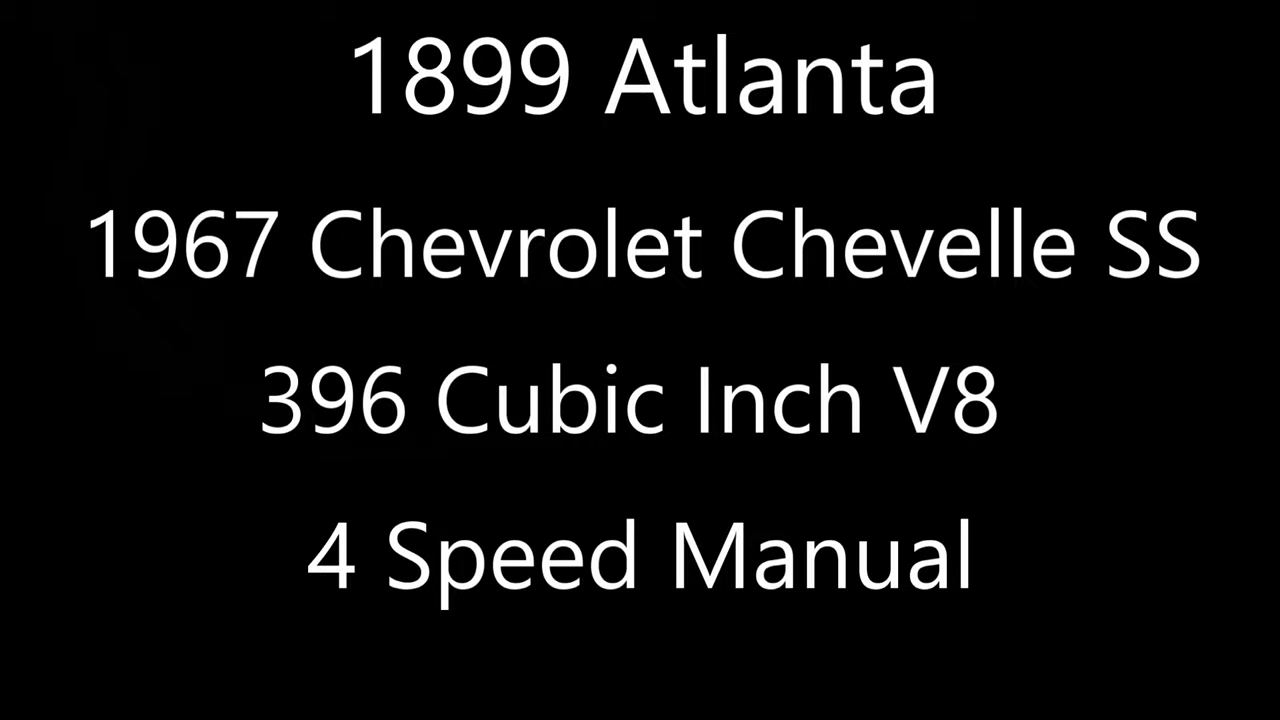 1899 Atlanta
1967 Chevrolet Chevelle SS
396 Cubic Inch V8
4 Speed Manual